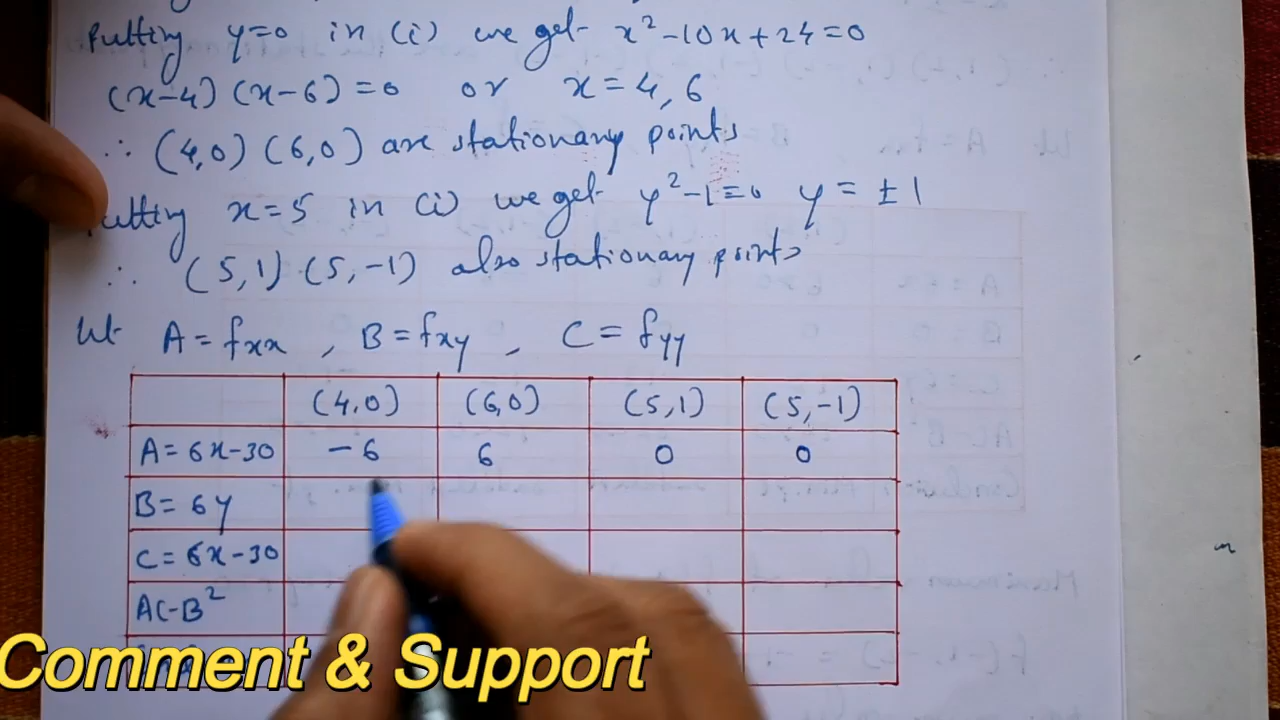 Putting y=0 in (i) we get x²-10x+24=0
(x-4) (x-6) = 0 or x = 4, 6
∴ (4,0) (6,0) are stationary points
utting x=5 in (i) we get y²-1=0 y = ±1
∴ (5,1) (5,-1) also stationary points
Let A = fxx , B = fxy , C = fyy
(4,0) (6,0) (5,1) (5,-1)
A = 6x-30 -6 6 0 0
B = 6y
C = 6x-30
AC-B²
Comment & Support